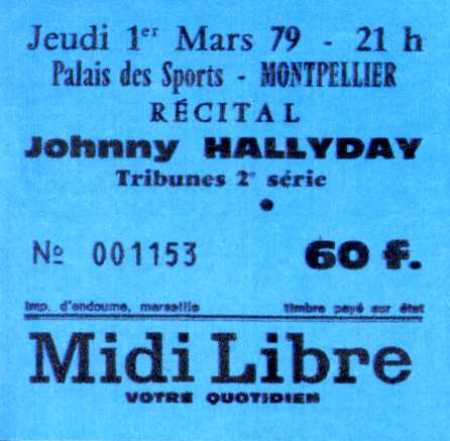 Jeudi 1er Mars 79 - 21 h
Palais des Sports - MONTPELLIER
RÉCITAL
Johnny HALLYDAY
Tribunes 2e série
№ 001153 60 f.
Imp. d'endoume, marseille timbre payé sur état
Midi Libre
VOTRE QUOTIDIEN